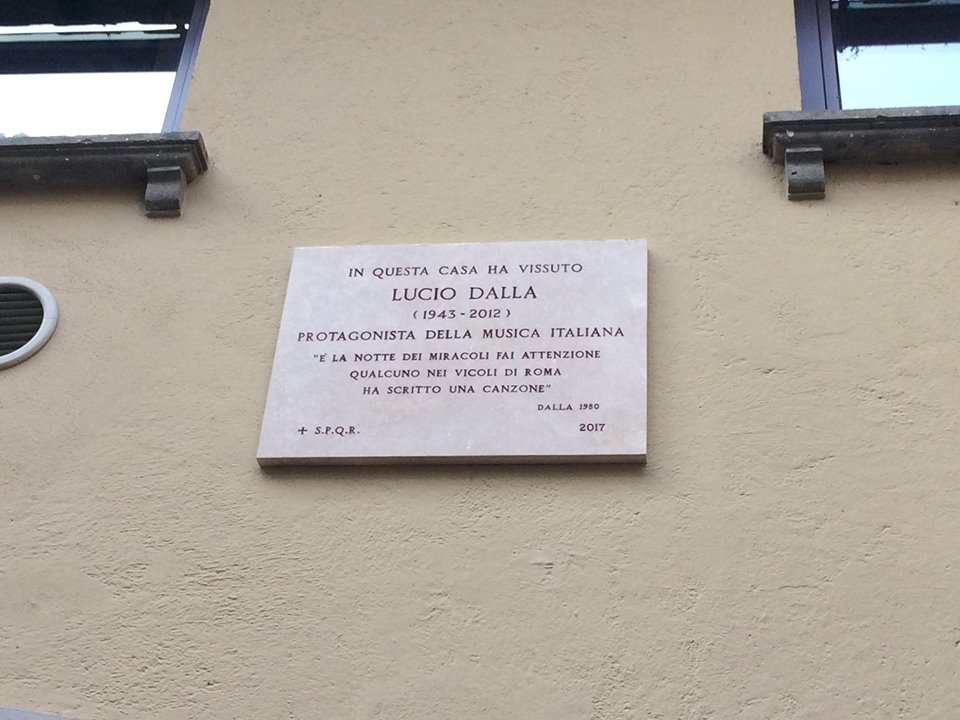 IN QUESTA CASA HA VISSUTO
LUCIO DALLA
(1943-2012)
PROTAGONISTA DELLA MUSICA ITALIANA
"E' LA NOTTE DEI MIRACOLI FAI ATTENZIONE
QUALCUNO NEI VICOLI DI ROMA
HA SCRITTO UNA CANZONE"
DALLA 1980
+ S.P.Q.R. 2017